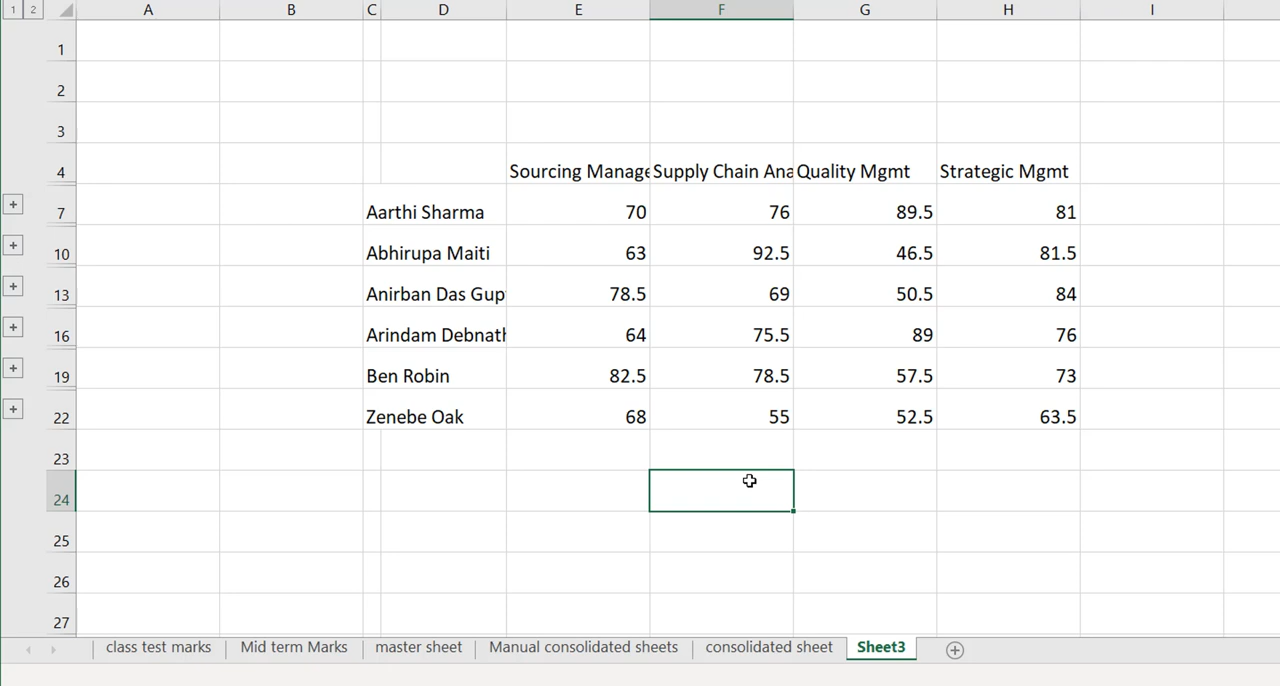 1 2 A B C D E F G H I
1
2
3
4 Sourcing Manage Supply Chain Ana Quality Mgmt Strategic Mgmt
7 Aarthi Sharma 70 76 89.5 81
10 Abhirupa Maiti 63 92.5 46.5 81.5
13 Anirban Das Gup 78.5 69 50.5 84
16 Arindam Debnath 64 75.5 89 76
19 Ben Robin 82.5 78.5 57.5 73
22 Zenebe Oak 68 55 52.5 63.5
23
24
25
26
27
class test marks Mid term Marks master sheet Manual consolidated sheets consolidated sheet Sheet3